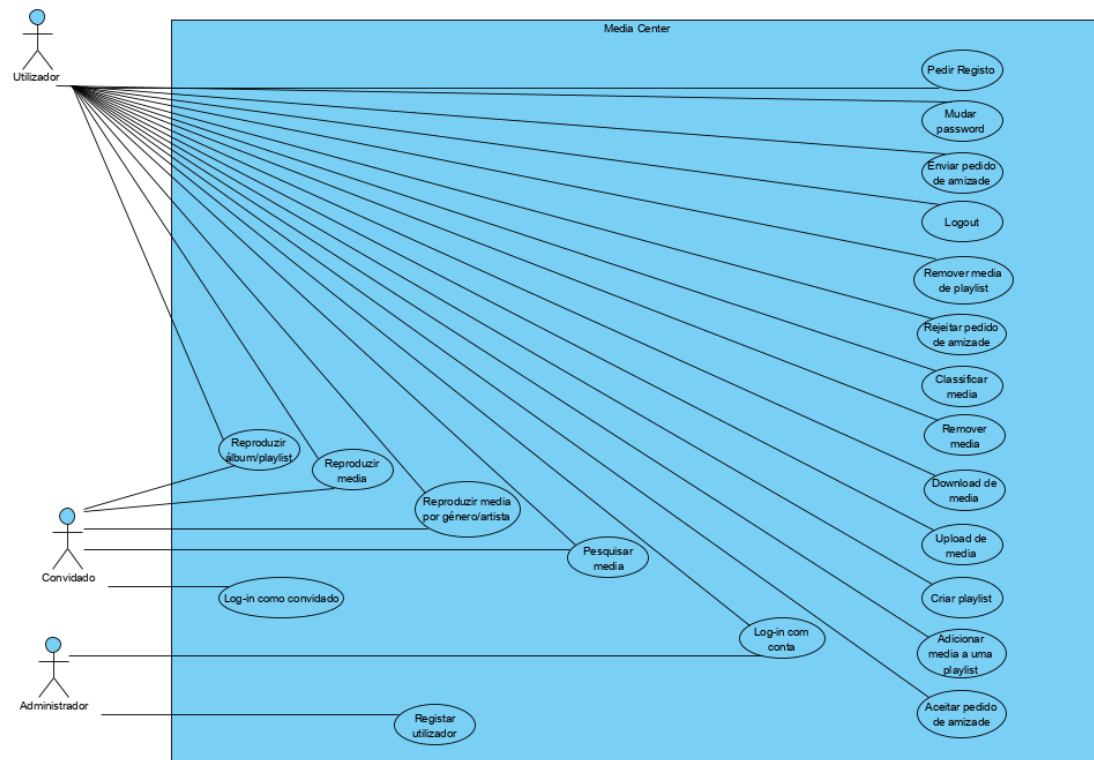 Media Center
Utilizador
Pedir Registo
Mudar
password
Enviar pedido
de amizade
Logout
Remover media
de playlist
Rejeitar pedido
de amizade
Classificar
media
Remover
media
Reproduzir
álbum/playlist
Reproduzir
media
Reproduzir media
por género/artista
Download de
media
Pesquisar
media
Upload de
media
Convidado
Log-in como convidado
Criar playlist
Log-in com
conta
Adicionar
media a uma
playlist
Administrador
Registar
utilizador
Aceitar pedido
de amizade